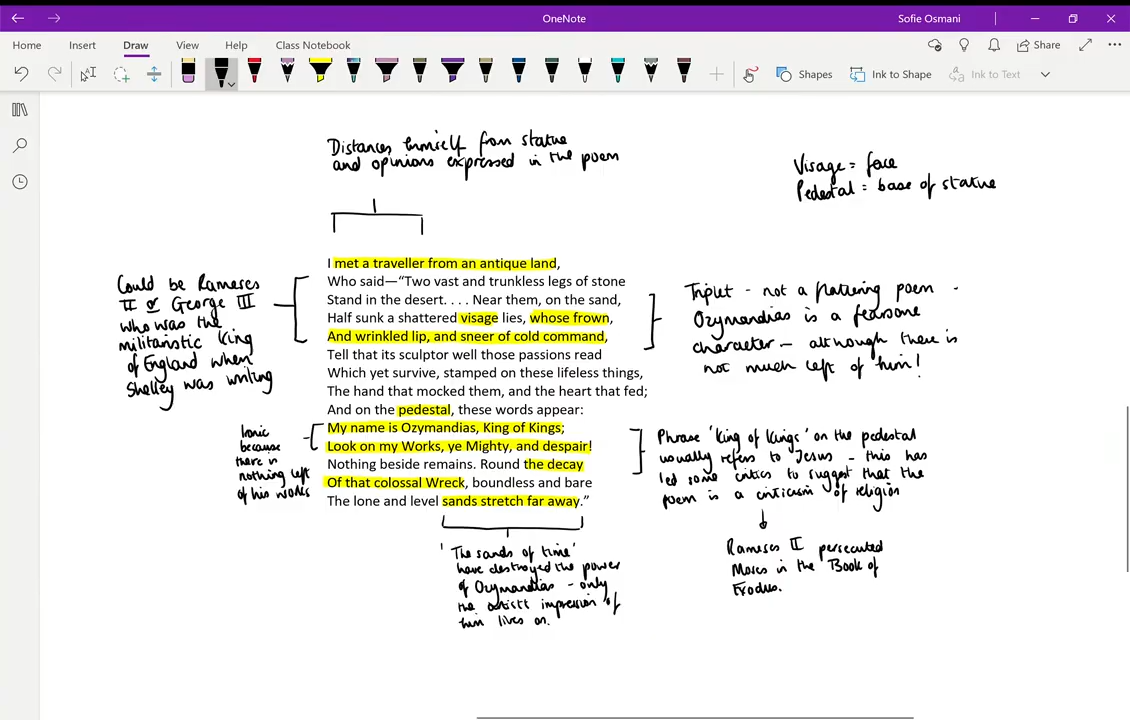 OneNote
Sofie Osmani
Home Insert Draw View Help Class Notebook
Share
Shapes Ink to Shape Ink to Text
Distances himself from statue
and opinions expressed in the poem
Visage = face
Pedestal = base of statue
I met a traveller from an antique land,
Who said—“Two vast and trunkless legs of stone
Stand in the desert. . . . Near them, on the sand,
Half sunk a shattered visage lies, whose frown,
And wrinkled lip, and sneer of cold command,
Tell that its sculptor well those passions read
Which yet survive, stamped on these lifeless things,
The hand that mocked them, and the heart that fed;
And on the pedestal, these words appear:
My name is Ozymandias, King of Kings;
Look on my Works, ye Mighty, and despair!
Nothing beside remains. Round the decay
Of that colossal Wreck, boundless and bare
The lone and level sands stretch far away.”
Could be Rameses
II or George III
who was the
militaristic King
of England when
Shelley was writing
Triplet - not a flattering poem -
Ozymandias is a fearsome
character - although there is
not much left of him!
Ironic
because
there is
nothing left
of his works
Phrase 'King of Kings' on the pedestal
usually refers to Jesus - this has
led some critics to suggest that the
poem is a criticism of religion
Rameses II persecuted
Moses in the Book of
Exodus.
'The sands of time'
have destroyed the power
of Ozymandias - only
the artist's impression of
him lives on.